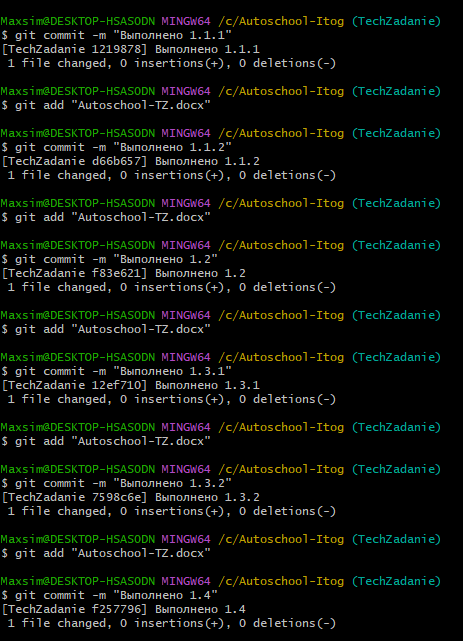 Maxsim@DESKTOP-HSASODN MINGW64 /c/Autoschool-Itog (TechZadanie)
$ git commit -m "Выполнено 1.1.1"
[TechZadanie 1219878] Выполнено 1.1.1
 1 file changed, 0 insertions(+), 0 deletions(-)
Maxsim@DESKTOP-HSASODN MINGW64 /c/Autoschool-Itog (TechZadanie)
$ git add "Autoschool-TZ.docx"
Maxsim@DESKTOP-HSASODN MINGW64 /c/Autoschool-Itog (TechZadanie)
$ git commit -m "Выполнено 1.1.2"
[TechZadanie d66b657] Выполнено 1.1.2
 1 file changed, 0 insertions(+), 0 deletions(-)
Maxsim@DESKTOP-HSASODN MINGW64 /c/Autoschool-Itog (TechZadanie)
$ git add "Autoschool-TZ.docx"
Maxsim@DESKTOP-HSASODN MINGW64 /c/Autoschool-Itog (TechZadanie)
$ git commit -m "Выполнено 1.2"
[TechZadanie f83e621] Выполнено 1.2
 1 file changed, 0 insertions(+), 0 deletions(-)
Maxsim@DESKTOP-HSASODN MINGW64 /c/Autoschool-Itog (TechZadanie)
$ git add "Autoschool-TZ.docx"
Maxsim@DESKTOP-HSASODN MINGW64 /c/Autoschool-Itog (TechZadanie)
$ git commit -m "Выполнено 1.3.1"
[TechZadanie 12ef710] Выполнено 1.3.1
 1 file changed, 0 insertions(+), 0 deletions(-)
Maxsim@DESKTOP-HSASODN MINGW64 /c/Autoschool-Itog (TechZadanie)
$ git add "Autoschool-TZ.docx"
Maxsim@DESKTOP-HSASODN MINGW64 /c/Autoschool-Itog (TechZadanie)
$ git commit -m "Выполнено 1.3.2"
[TechZadanie 7598c6e] Выполнено 1.3.2
 1 file changed, 0 insertions(+), 0 deletions(-)
Maxsim@DESKTOP-HSASODN MINGW64 /c/Autoschool-Itog (TechZadanie)
$ git add "Autoschool-TZ.docx"
Maxsim@DESKTOP-HSASODN MINGW64 /c/Autoschool-Itog (TechZadanie)
$ git commit -m "Выполнено 1.4"
[TechZadanie f257796] Выполнено 1.4
 1 file changed, 0 insertions(+), 0 deletions(-)